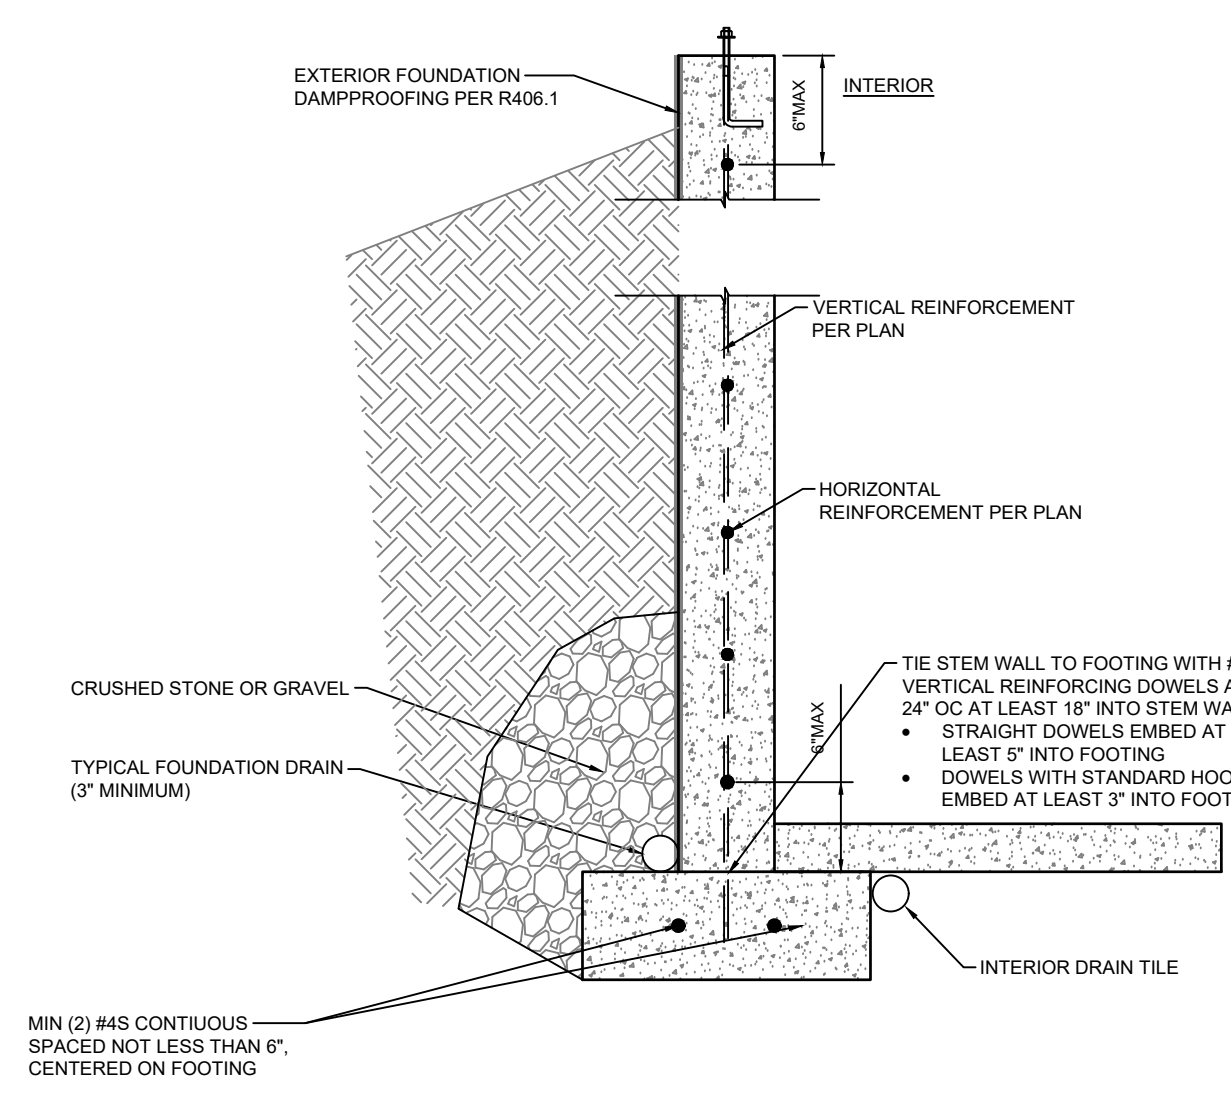 EXTERIOR FOUNDATION
DAMPPROOFING PER R406.1
6"MAX
INTERIOR
VERTICAL REINFORCEMENT
PER PLAN
HORIZONTAL
REINFORCEMENT PER PLAN
TIE STEM WALL TO FOOTING WITH #
VERTICAL REINFORCING DOWELS
24" OC AT LEAST 18" INTO STEM
• STRAIGHT DOWELS EMBED AT
LEAST 5" INTO FOOTING
• DOWELS WITH STANDARD
EMBED AT LEAST 3" INTO
6"MAX
CRUSHED STONE OR GRAVEL
TYPICAL FOUNDATION DRAIN
(3" MINIMUM)
INTERIOR DRAIN TILE
MIN (2) #4S CONTIUOUS
SPACED NOT LESS THAN 6",
CENTERED ON FOOTING